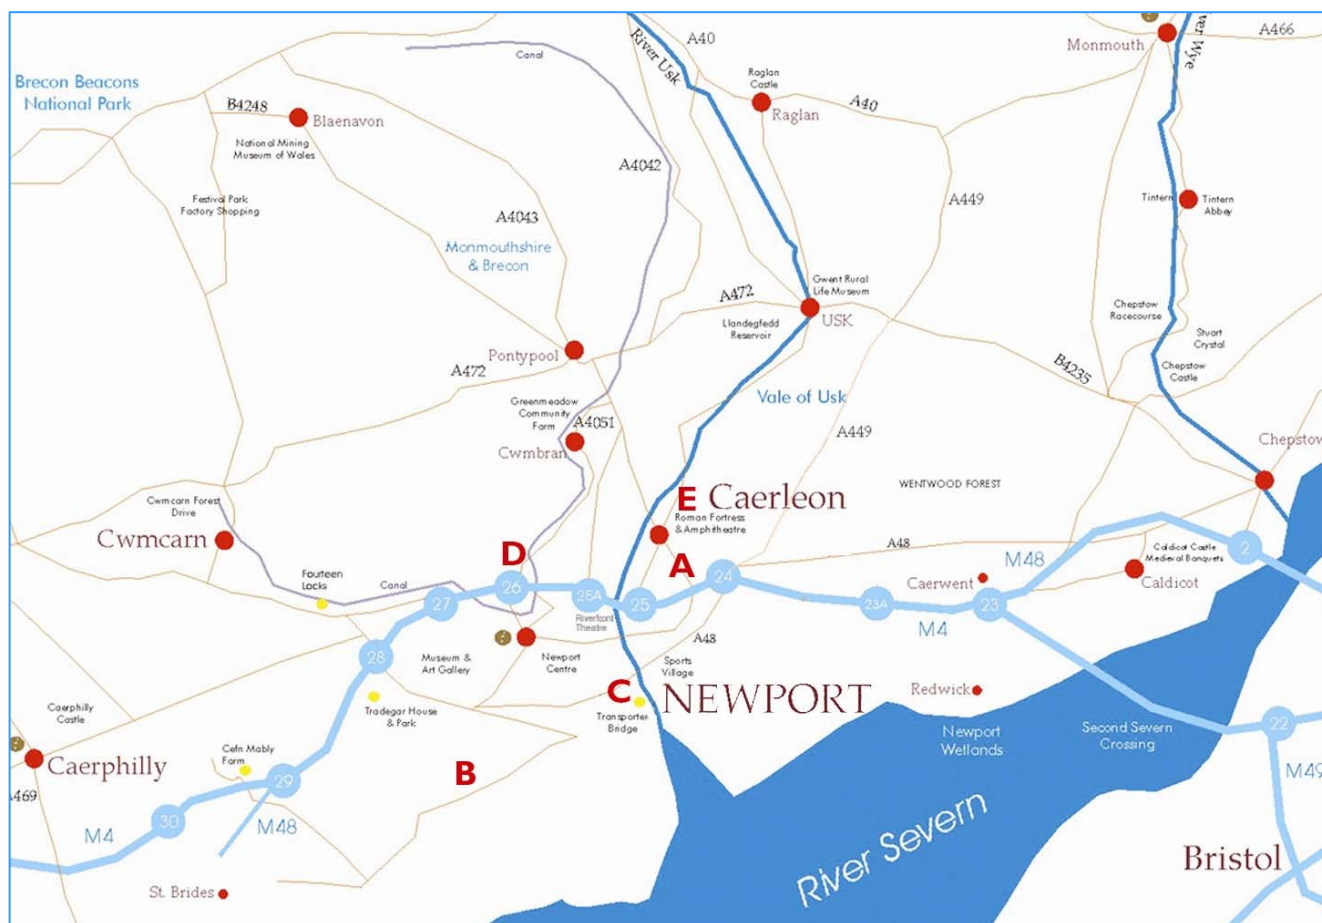 River Usk
A40
Canal
Monmouth
River Wye
A466
Brecon Beacons
National Park
Raglan
Castle
Raglan
A40
B4248
Blaenavon
National Mining
Museum of Wales
A4042
A449
Festival Park
Factory Shopping
A4043
Tintern
Tintern
Abbey
Monmouthshire
& Brecon
Gwent Rural
Life Museum
A472
USK
Llandegfedd
Reservoir
Chepstow
Racecourse
Stuart
Crystal
Chepstow
Castle
Pontypool
A472
B4235
Vale of Usk
Greenmeadow
Community
Farm
A4051
Cwmbran
A449
Chepstow
WENTWOOD FOREST
E
Caerleon
Cwmcarn Forest
Drive
Roman Fortress
& Amphitheatre
Cwmcarn
A48
D
A
M48
2
Caldicot Castle
Medieval Banquets
Caldicot
Caerwent
Fourteen
Locks
Canal
27
26
25A
25
24
23A
23
M4
Riverfront
Theatre
28
Museum &
Art Gallery
Newport
Centre
A48
Sports
Village
C
NEWPORT
Transporter
Bridge
Redwick
Tradegar House
& Park
Caerphilly
Castle
Newport
Wetlands
Second Severn
Crossing
22
Cefn Mably
Farm
Caerphilly
B
29
A469
M49
30
M4
M48
River Severn
Bristol
St. Brides